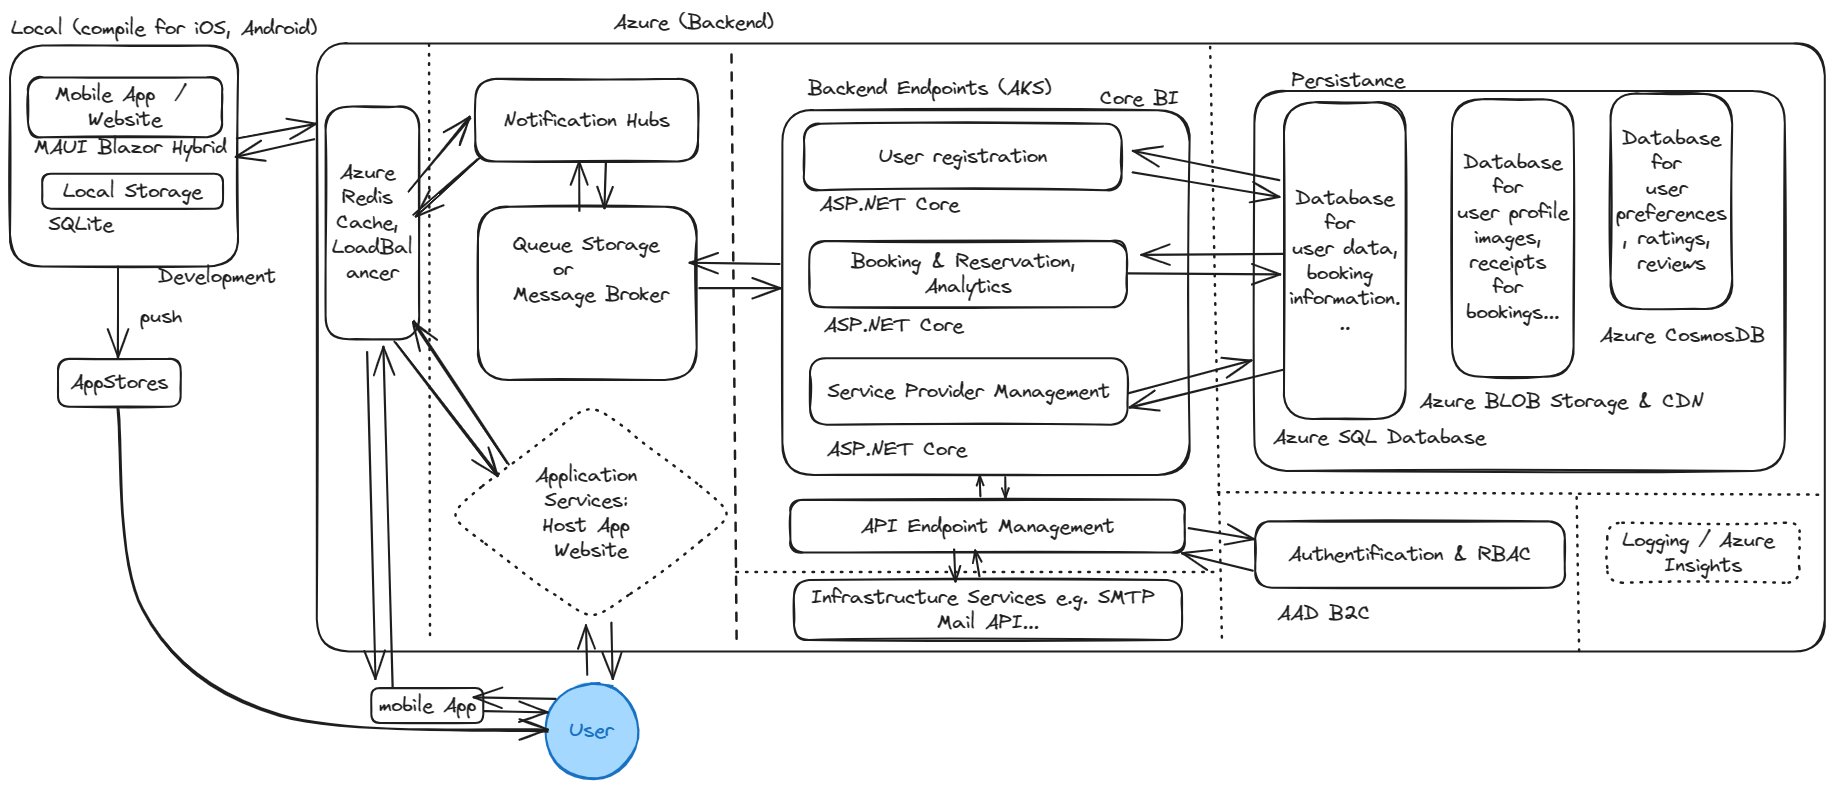 Local (compile for iOS, Android)
Mobile App /
Website
MAUI Blazor Hybrid
Local Storage
SQLite
Development
push
AppStores
Azure (Backend)
Azure
Redis
Cache,
LoadBal
ancer
Notification Hubs
Queue Storage
or
Message Broker
Application
Services:
Host App
Website
mobile App
User
Backend Endpoints (AKS)
Core BI
User registration
ASP.NET Core
Booking & Reservation,
Analytics
ASP.NET Core
Service Provider Management
ASP.NET Core
API Endpoint Management
Infrastructure Services e.g. SMTP
Mail API...
Persistance
Database
for
user data,
booking
information.
..
Azure SQL Database
Database
for
user profile
images,
receipts
for
bookings...
Azure BLOB Storage & CDN
Database
for
user
preferences
, ratings,
reviews
Azure CosmosDB
Authentification & RBAC
AAD B2C
Logging / Azure
Insights